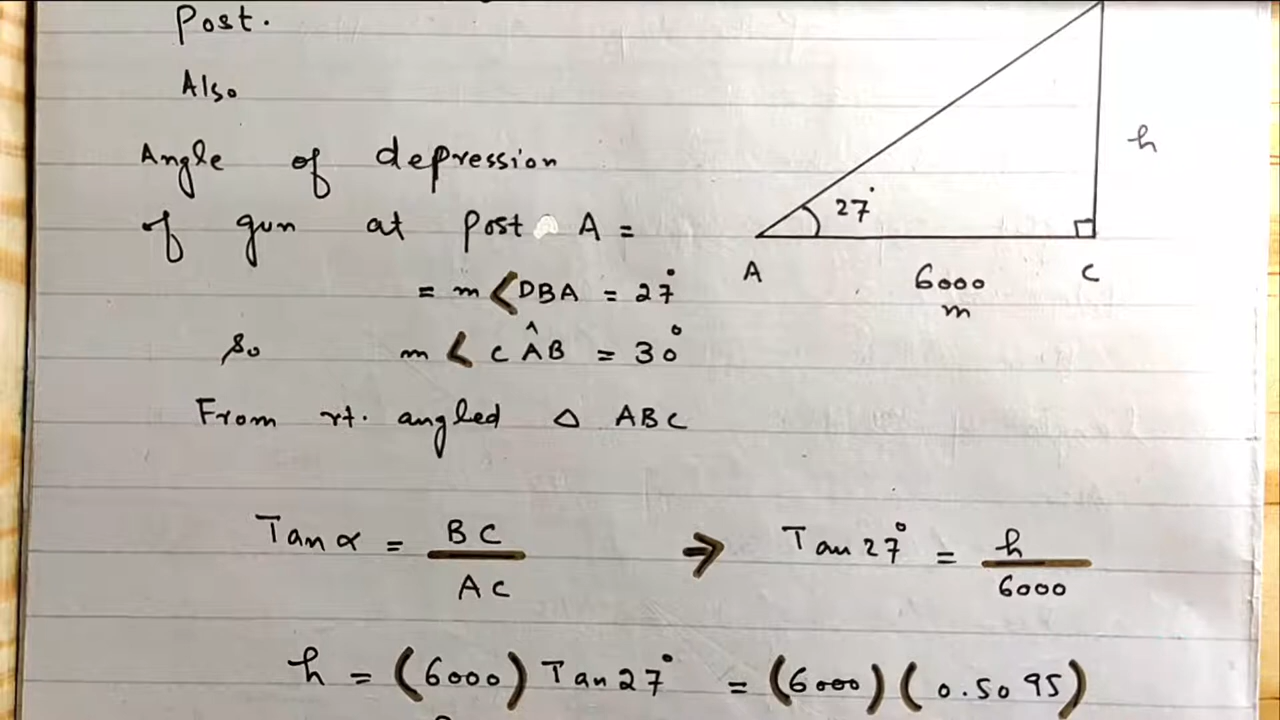 Post.
Also
Angle of depression
of gun at post A =
= m<DBA = 27°
So m<CÂB = 30°
From rt. angled △ ABC
Tan α = BC / AC → Tan 27° = h / 6000
h = (6000) Tan 27° = (6000)(0.5095)
h
27°
A
C
6000
m